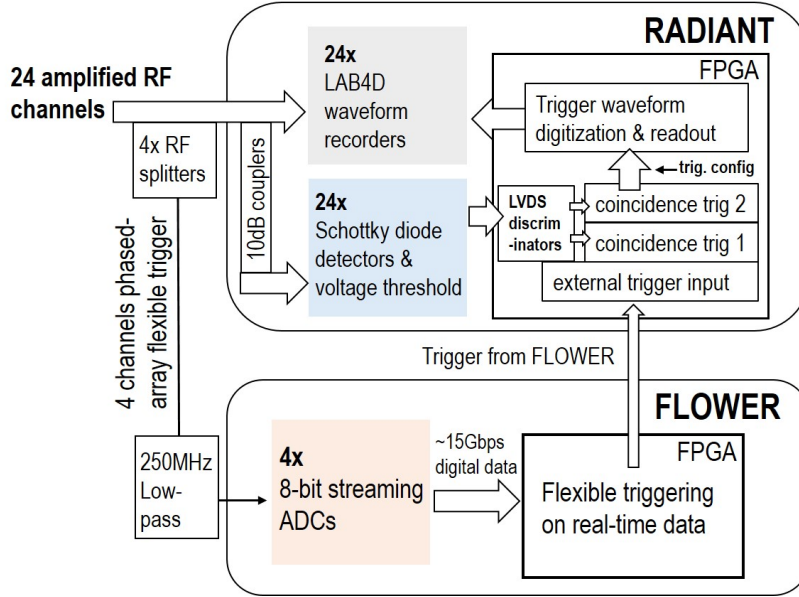 RADIANT
FPGA
24 amplified RF
channels
24x
LAB4D
waveform
recorders
Trigger waveform
digitization & readout
4x RF
splitters
10dB couplers
trig. config
24x
Schottky diode
detectors &
voltage threshold
LVDS
discrim
-inators
coincidence trig 2
coincidence trig 1
external trigger input
4 channels phased-
array flexible trigger
Trigger from FLOWER
FLOWER
FPGA
250MHz
Low-
pass
4x
8-bit streaming
ADCs
~15Gbps
digital data
Flexible triggering
on real-time data